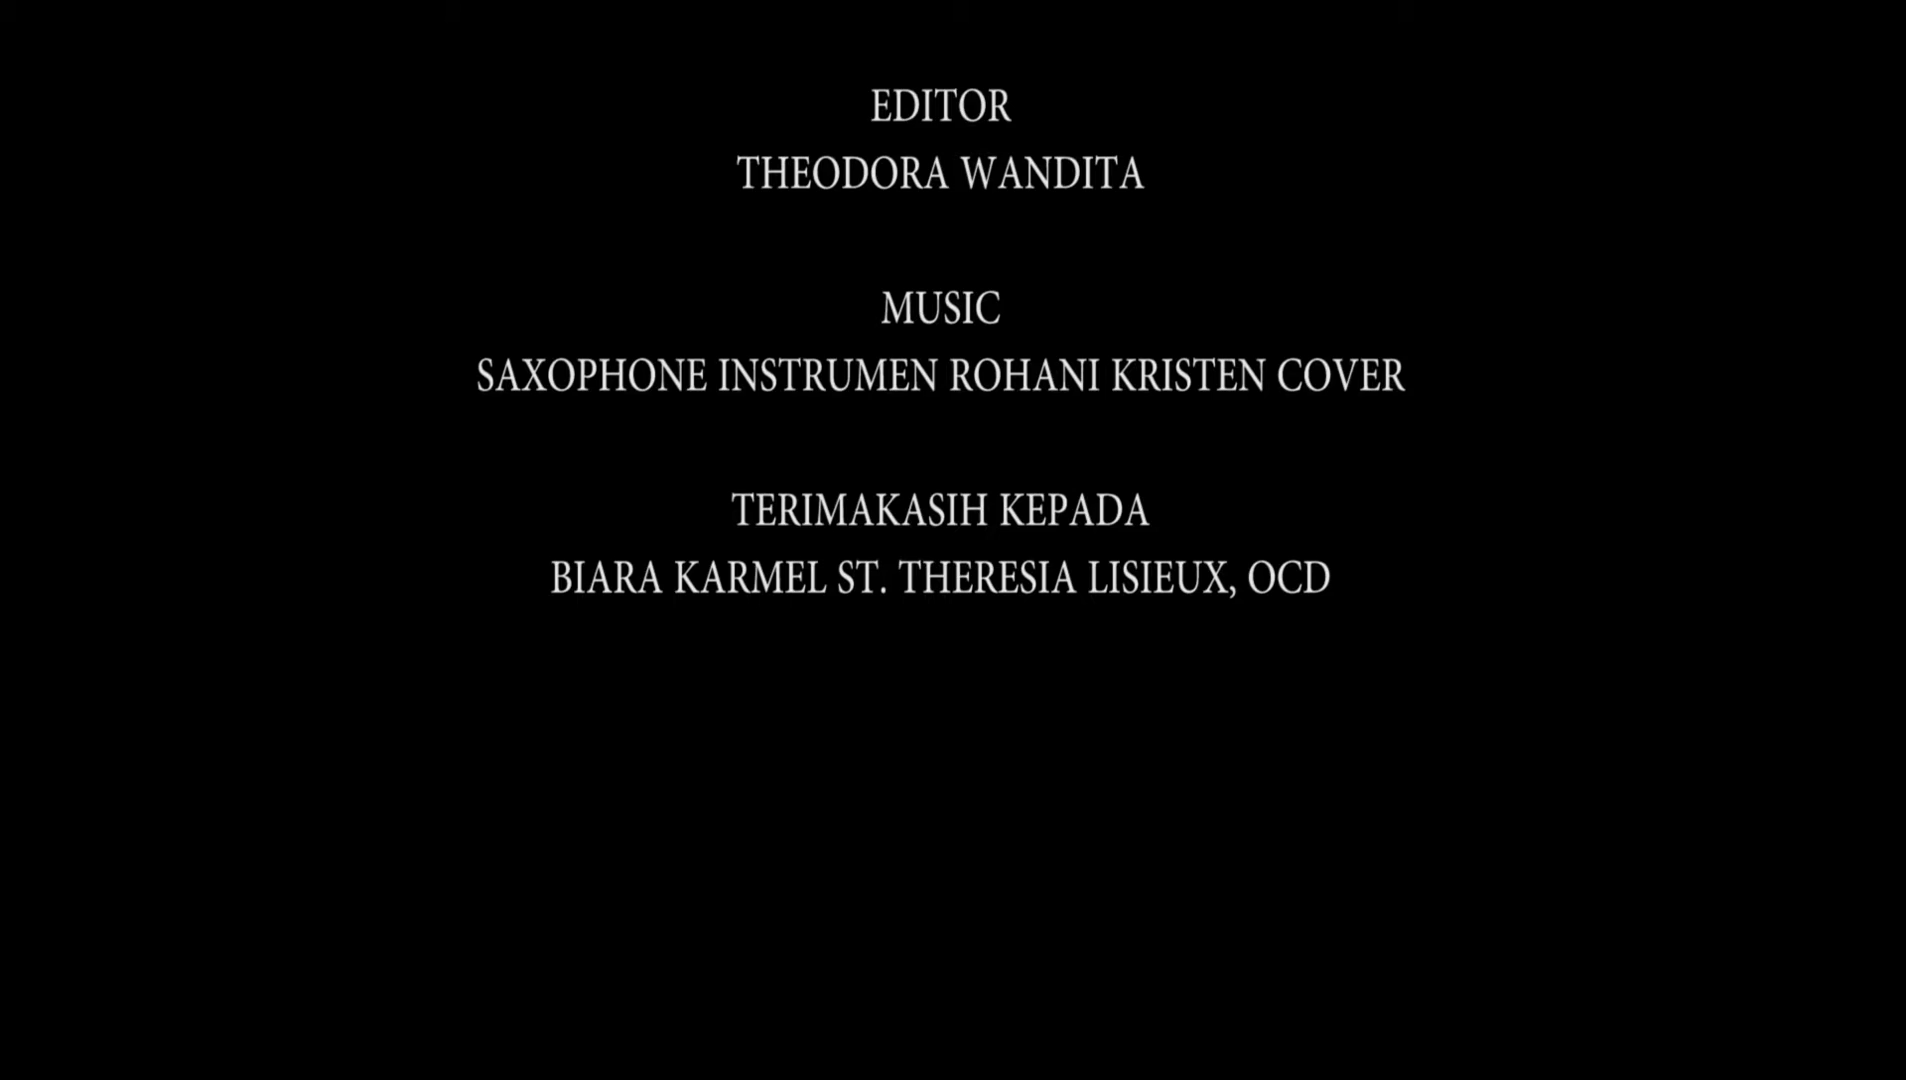 EDITOR
THEODORA WANDITA
MUSIC
SAXOPHONE INSTRUMEN ROHANI KRISTEN COVER
TERIMAKASIH KEPADA
BIARA KARMEL ST. THERESIA LISIEUX, OCD